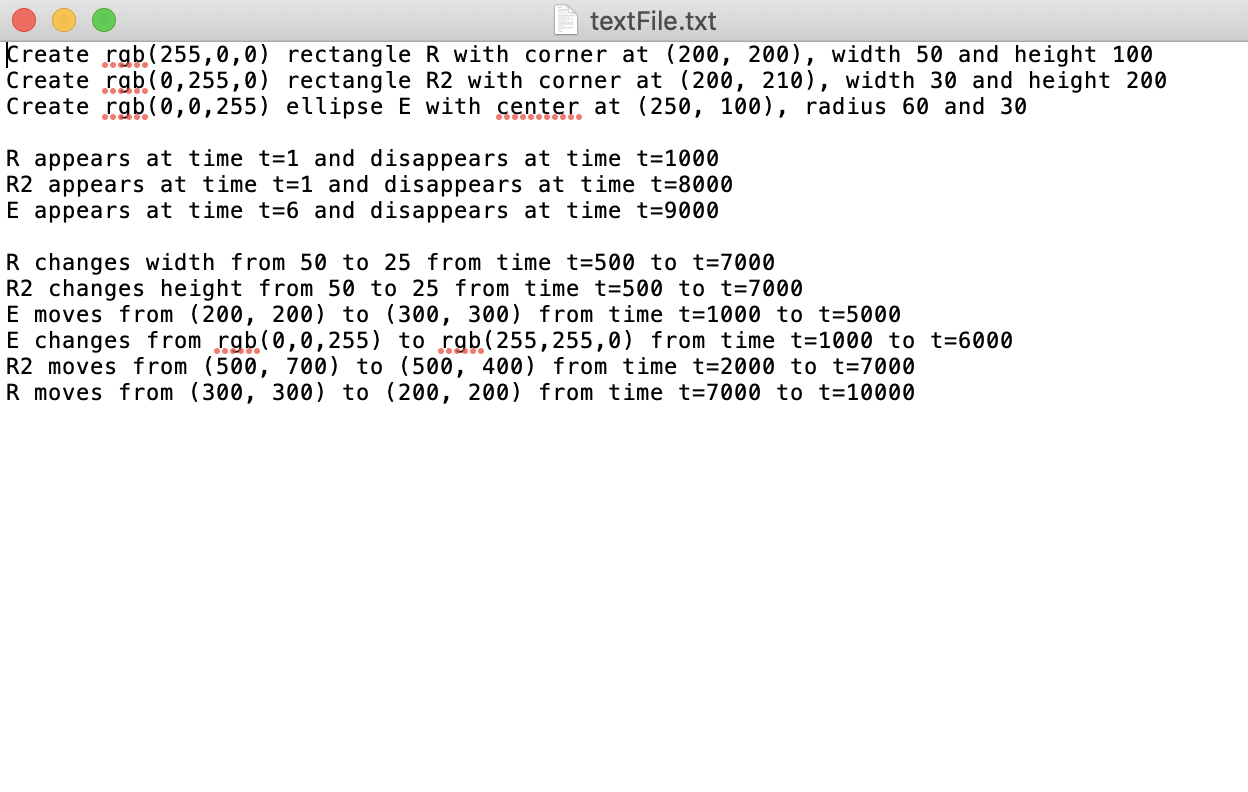 textFile.txt
Create rgb(255,0,0) rectangle R with corner at (200, 200), width 50 and height 100
Create rgb(0,255,0) rectangle R2 with corner at (200, 210), width 30 and height 200
Create rgb(0,0,255) ellipse E with center at (250, 100), radius 60 and 30
R appears at time t=1 and disappears at time t=1000
R2 appears at time t=1 and disappears at time t=8000
E appears at time t=6 and disappears at time t=9000
R changes width from 50 to 25 from time t=500 to t=7000
R2 changes height from 50 to 25 from time t=500 to t=7000
E moves from (200, 200) to (300, 300) from time t=1000 to t=5000
E changes from rgb(0,0,255) to rgb(255,255,0) from time t=1000 to t=6000
R2 moves from (500, 700) to (500, 400) from time t=2000 to t=7000
R moves from (300, 300) to (200, 200) from time t=7000 to t=10000